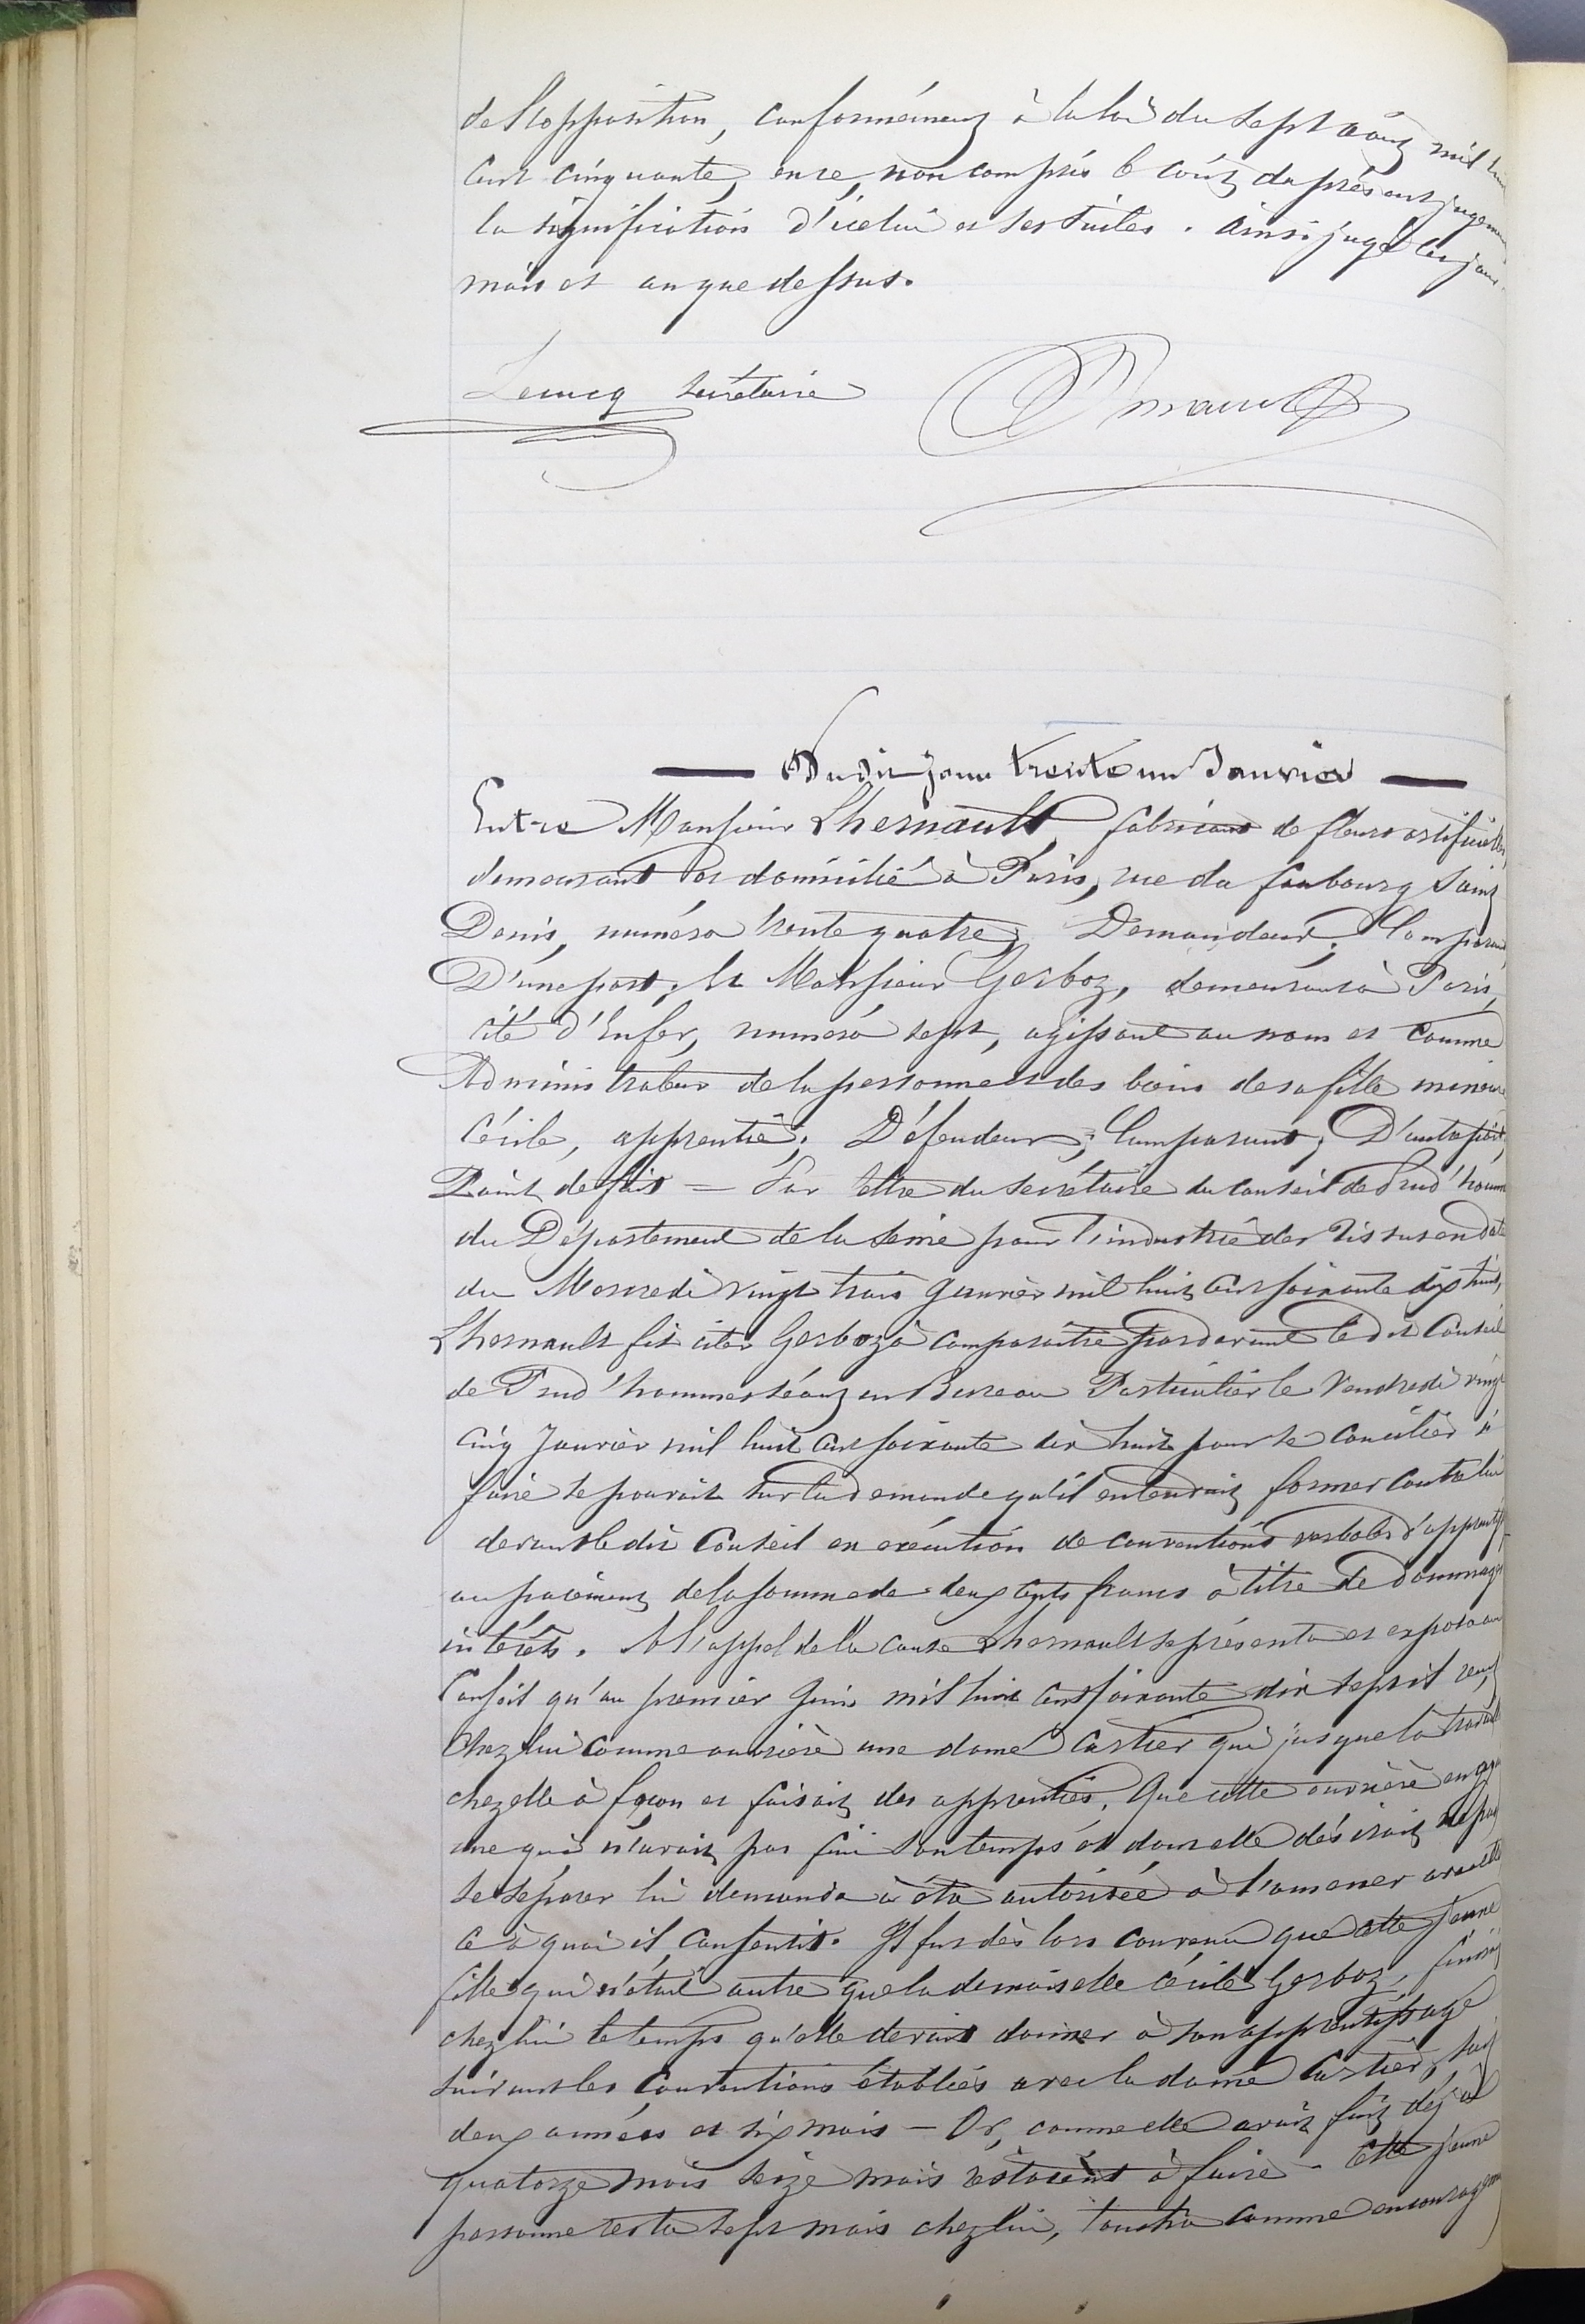 de l'opposition, conformément à la loi du sept août mil huit
cent cinquante, en ce, non compris le coût du présent jugement
la signification d'icelui et ses suites. Ainsi jugé les jour
mois et an que dessus.
Lecucq secrétaire
Du dit jour trente un Janvier
Entre Monsieur Lhernault, fabricant de fleurs artificielles
demeurant et domicilié à Paris, rue du faubourg Saint
Denis, numéro trente quatre; Demandeur; Comparant
D'une part; Et Monsieur Gerboz, demeurant à Paris,
cité d'Enfer, numéro sept, agissant au nom et comme
Administrateur de la personne et des biens de sa fille mineure
Cécile, apprentie; Défendeur; Comparant; D'autre part;
Point de fait = Par lettre du secrétaire du Conseil de Prud'hommes
du Département de la Seine pour l'industrie des Tissus en date
du Mercredi vingt trois Janvier mil huit cent soixante dix huit,
Lhernault fit citer Gerboz à comparaître par devant le dit Conseil
de Prud'hommes séant en Bureau Particulier le Vendredi vingt
cinq Janvier mil huit cent soixante dix huit pour se concilier si
faire se pouvait sur la demande qu'il entendait former contre lui
devant le dit Conseil en exécution de conventions verbales d'apprentissage
au paiement de la somme de deux cents francs à titre de dommages
intérêts. A l'appel de la cause Lhernault se présenta et exposa au
Conseil qu'au premier Juin mil huit cent soixante dix sept il reçut
chez lui comme ouvrière une dame Cartier qui jusque là travaillait
chez elle à façon et faisait des apprenties. Que cette ouvrière en ayant
une qui n'avait pas fini son temps et dont elle désirait ne pas
se séparer lui demanda à être autorisée à l'amener avec elle
ce à quoi il consentit. Il fut dès lors convenu que cette jeune
fille qui n'était autre que la demoiselle Cécile Gerboz, finirait
chez lui le temps qu'elle devait donner à son apprentissage
suivant les conventions établies avec la dame Cartier, soit
deux années et six mois — Or, comme elle avait fait déjà
quatorze mois seize mois restaient à faire. Cette jeune
personne resta sept mois chez lui, toucha comme encouragement